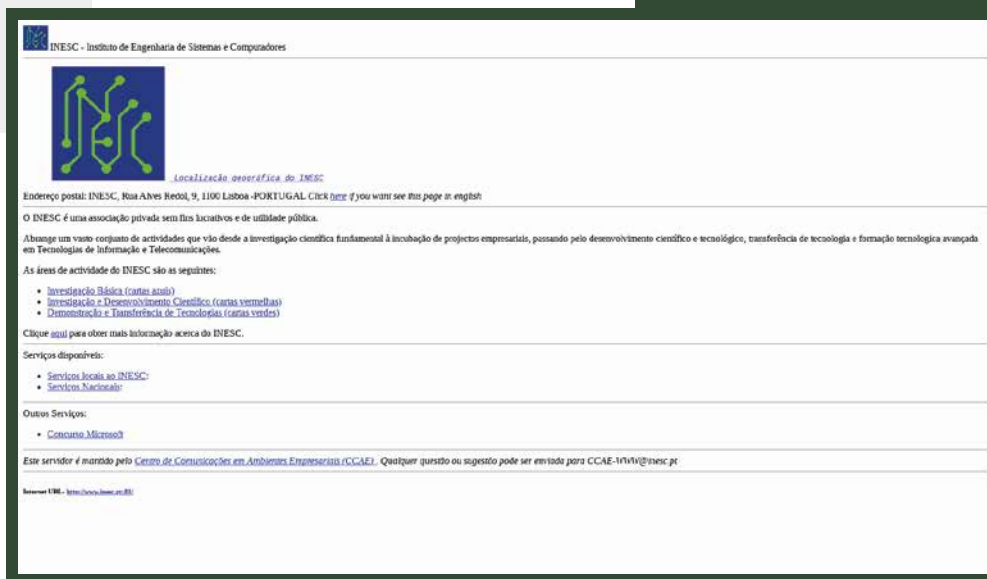 INESC - Instituto de Engenharia de Sistemas e Computadores
INESC
Localização geográfica do INESC
Endereço postal: INESC, Rua Alves Redol, 9, 1100 Lisboa -PORTUGAL Click here if you want see this page in english
O INESC é uma associação privada sem fins lucrativos e de utilidade pública.
Abrange um vasto conjunto de actividades que vão desde a investigação científica fundamental à incubação de projectos empresariais, passando pelo desenvolvimento científico e tecnológico, transferência de tecnologia e formação tecnologica avançada
em Tecnologias de Informação e Telecomunicações.
As áreas de actividade do INESC são as seguintes:
Investigação Básica (cartas azuis)
Investigação e Desenvolvimento Científico (cartas vermelhas)
Demonstração e Transferência de Tecnologias (cartas verdes)
Clique aqui para obter mais informação acerca do INESC.
Serviços disponíveis:
Serviços locais ao INESC:
Serviços Nacionais:
Outros Serviços:
Concurso Microsoft
Este servidor é mantido pelo Centro de Comunicações em Ambientes Empresariais (CCAE). Qualquer questão ou sugestão pode ser enviada para CCAE-WWW@inesc.pt
Internet URL -